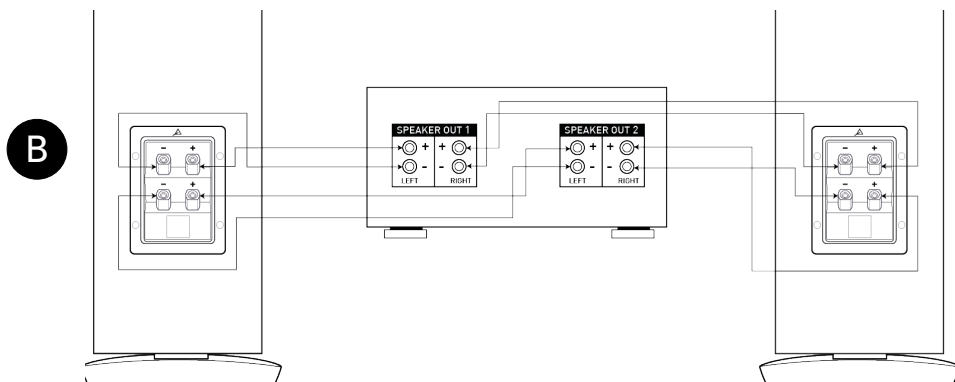 B
SPEAKER OUT 1
+ +
- -
LEFT RIGHT
SPEAKER OUT 2
+ +
- -
LEFT RIGHT
- +
- +
- +
- +